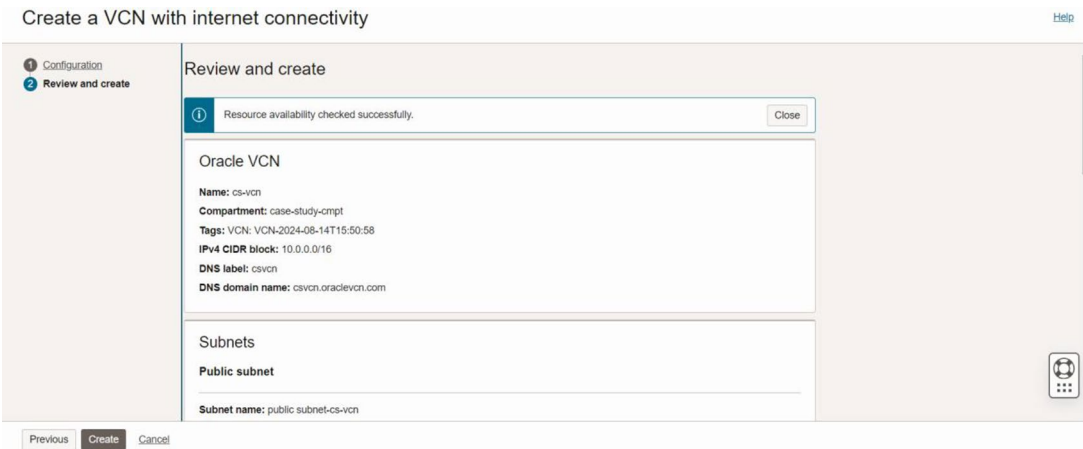 Create a VCN with internet connectivity
Help
1 Configuration
2 Review and create
Review and create
Resource availability checked successfully.
Close
Oracle VCN
Name: cs-vcn
Compartment: case-study-cmpt
Tags: VCN: VCN-2024-08-14T15:50:58
IPv4 CIDR block: 10.0.0.0/16
DNS label: csvcn
DNS domain name: csvcn.oraclevcn.com
Subnets
Public subnet
Subnet name: public subnet-cs-vcn
Previous Create Cancel